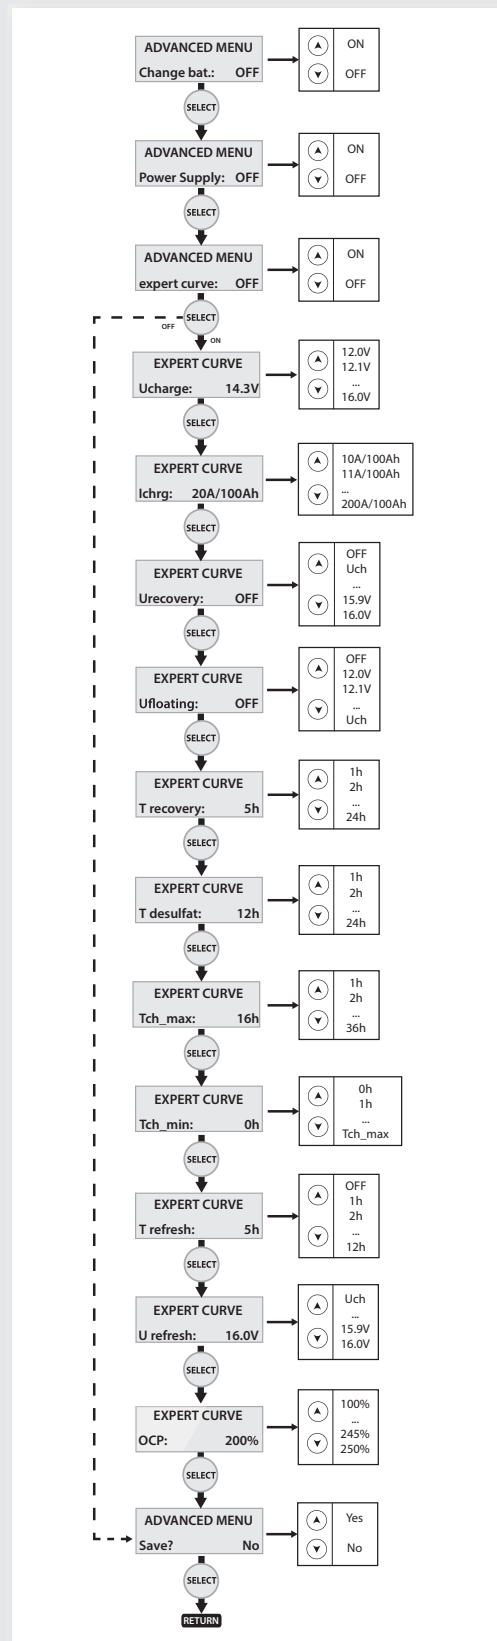 ADVANCED MENU
Change bat.: OFF
ON
OFF
SELECT
ADVANCED MENU
Power Supply: OFF
ON
OFF
SELECT
ADVANCED MENU
expert curve: OFF
ON
OFF
SELECT
OFF
ON
EXPERT CURVE
Ucharge: 14.3V
12.0V
12.1V
...
16.0V
SELECT
EXPERT CURVE
Ichrg: 20A/100Ah
10A/100Ah
11A/100Ah
...
200A/100Ah
SELECT
EXPERT CURVE
Urecovery: OFF
OFF
Uch
...
15.9V
16.0V
SELECT
EXPERT CURVE
Ufloating: OFF
OFF
12.0V
12.1V
...
Uch
SELECT
EXPERT CURVE
T recovery: 5h
1h
2h
...
24h
SELECT
EXPERT CURVE
T desulfat: 12h
1h
2h
...
24h
SELECT
EXPERT CURVE
Tch_max: 16h
1h
2h
...
36h
SELECT
EXPERT CURVE
Tch_min: 0h
0h
1h
...
Tch_max
SELECT
EXPERT CURVE
T refresh: 5h
OFF
1h
2h
...
12h
SELECT
EXPERT CURVE
U refresh: 16.0V
Uch
...
15.9V
16.0V
SELECT
EXPERT CURVE
OCP: 200%
100%
...
245%
250%
SELECT
ADVANCED MENU
Save? No
Yes
No
SELECT
RETURN